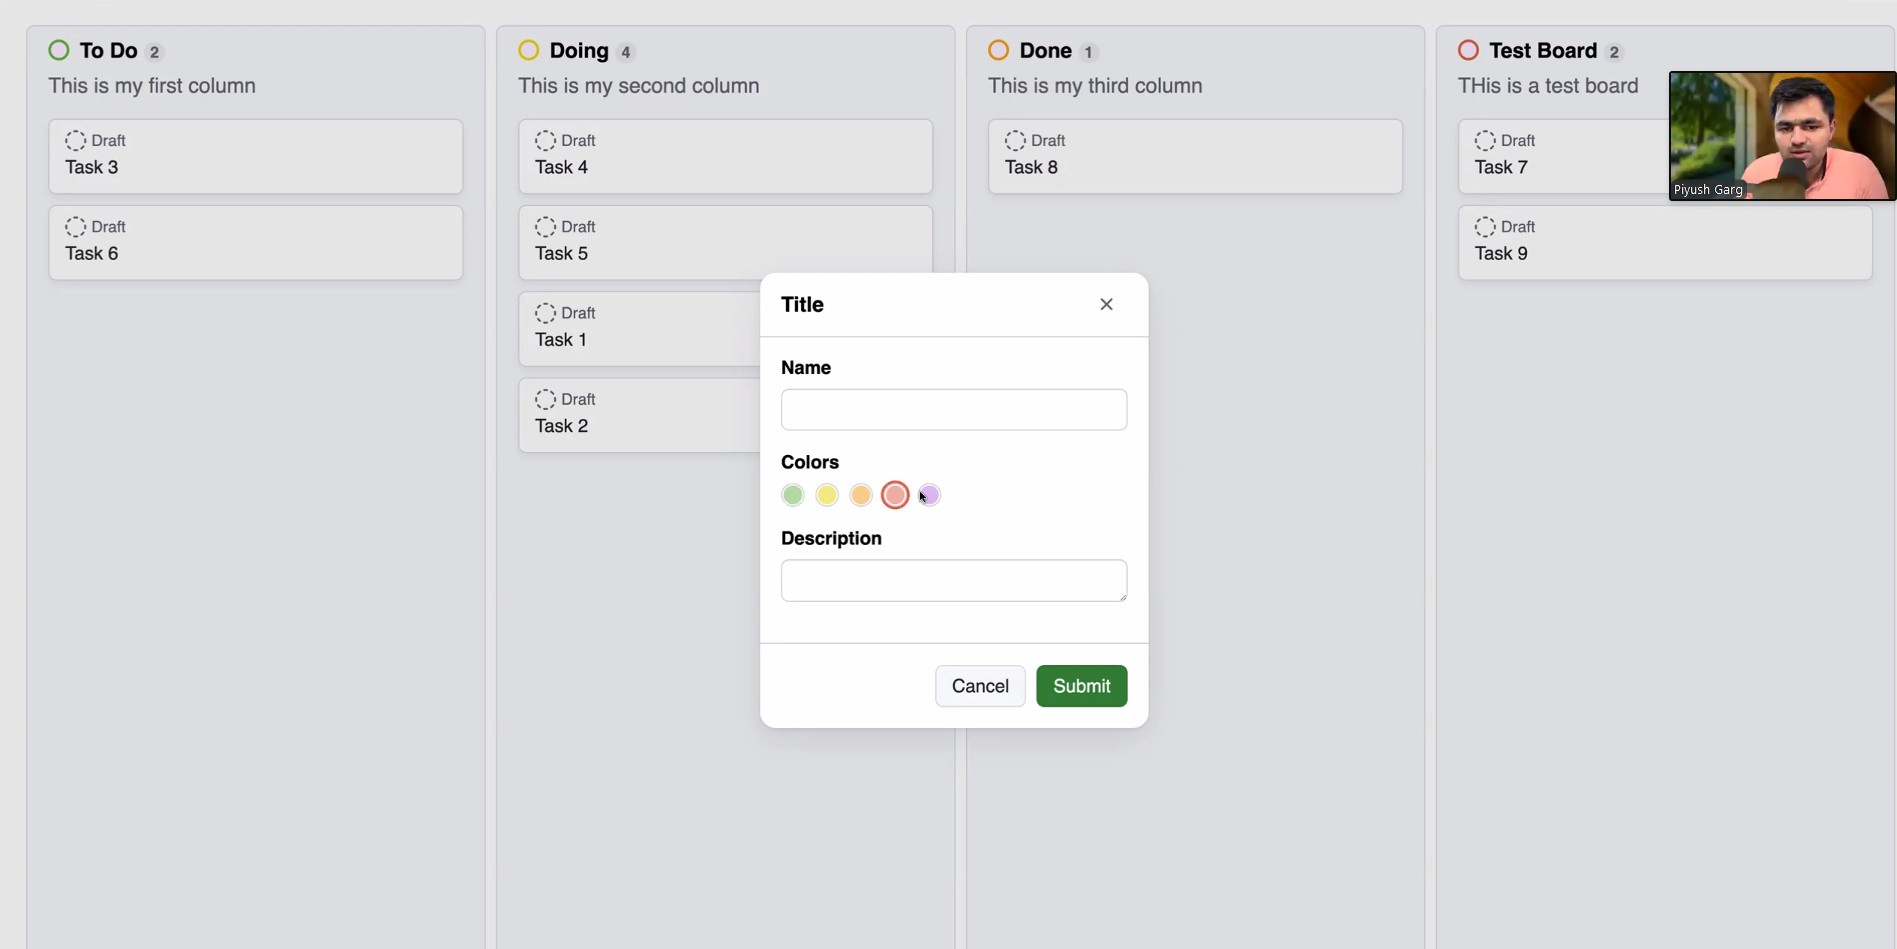 To Do 2
This is my first column
Draft
Task 3
Draft
Task 6
Doing 4
This is my second column
Draft
Task 4
Draft
Task 5
Draft
Task 1
Draft
Task 2
Done 1
This is my third column
Draft
Task 8
Test Board 2
THis is a test board
Draft
Task 7
Draft
Task 9
Piyush Garg
Title
Name
Colors
Description
Cancel
Submit